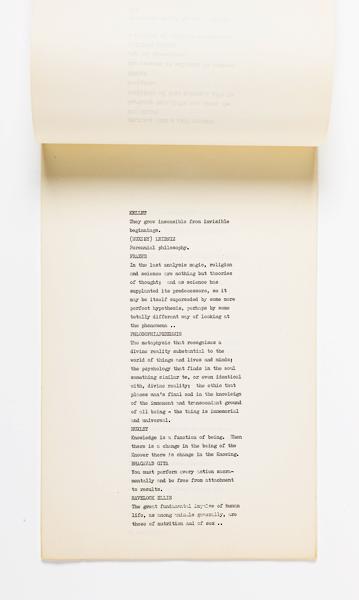 KELLET
They grow insensible from invisible
beginnings.
(HUXLEY) LEIBNIZ
Perennial philosophy.
FRAZER
In the last analysis magic, religion
and science are nothing but theories
of thought; and as science has
supplanted its predecessors, so it
may be itself superseded by some more
perfect hypothesis, perhaps by some
totally different way of looking at
the phenomena ..
The metaphysic that recognizes a
divine reality substantial to the
world of things and lives and minds;
the psychology that finds in the soul
something similar to, or even identical
with, divine reality; the ethic that
places man's final end in the knowledge
of the immanent and transcendent ground
of all being - the thing is immemorial
and universal.
HUXLEY
Knowledge is a function of being. When
there is a change in the being of the
Knower there is change in the Knowing.
BHAGAVAD GITA
You must perform every action sacra-
mentally and be free from attachment
to results.
HAVELOCK ELLIS
The great fundamental impulse of human
life, as among animals generally, are
those of nutrition and of sex ..